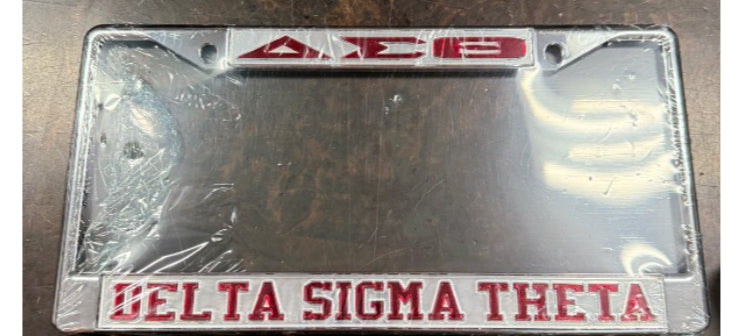 ΔΣΘ
DELTA SIGMA THETA